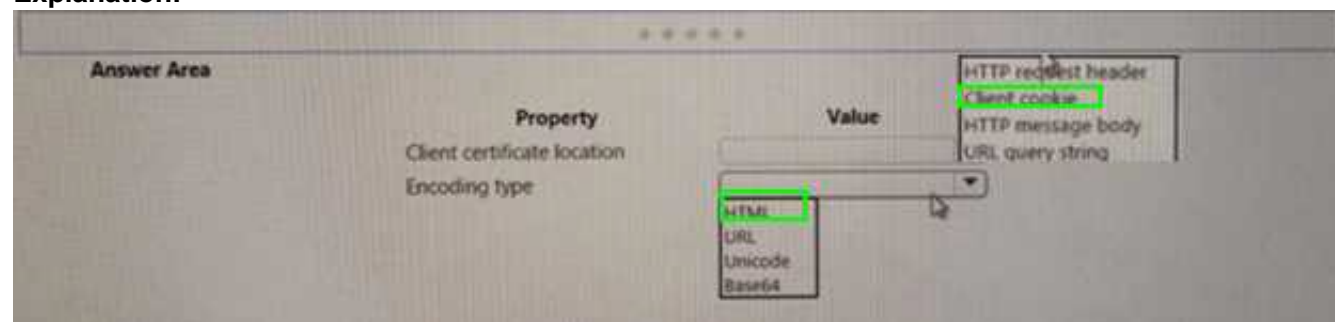 Explanation:
Answer Area
HTTP request header
Client cookie
Property Value
HTTP message body
Client certificate location
URL query string
Encoding type
HTML
URL
Unicode
Base64